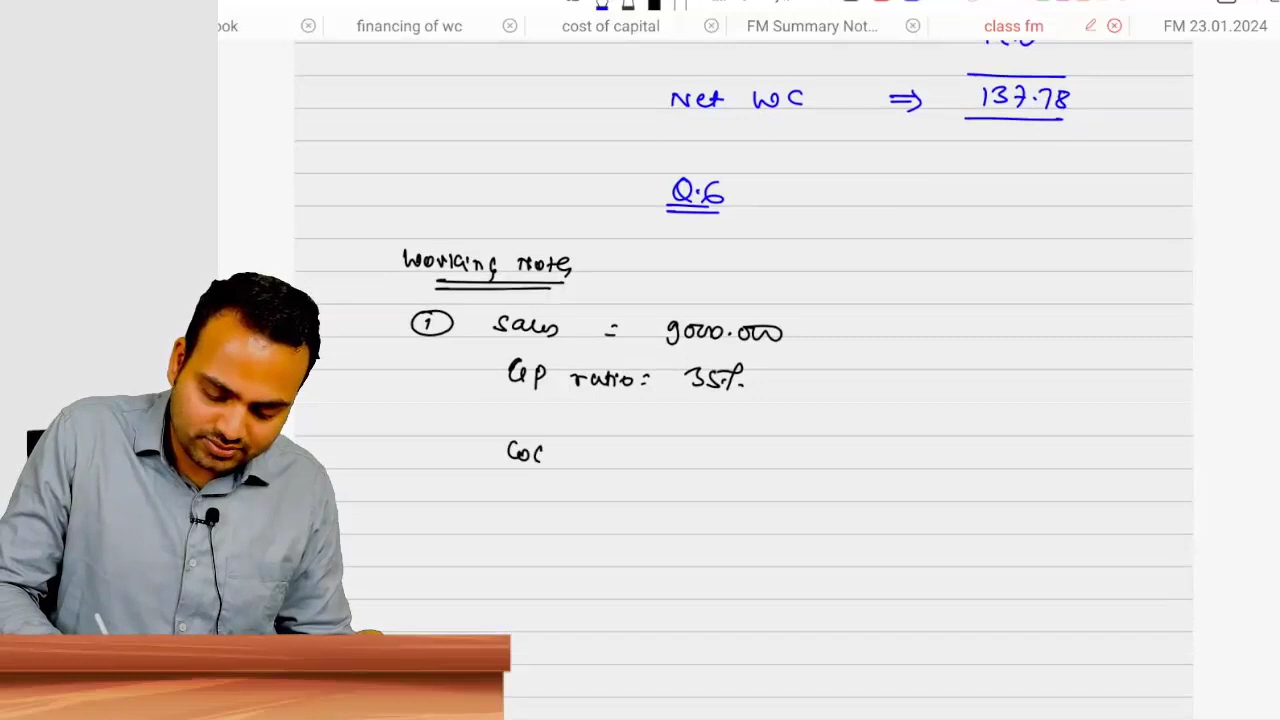 ook financing of wc cost of capital FM Summary Not... class fm FM 23.01.2024
Net WC ⇒ 137.78
Q.6
Working Notes
① Sales = 9000.000
GP ratio: 35%.
COC